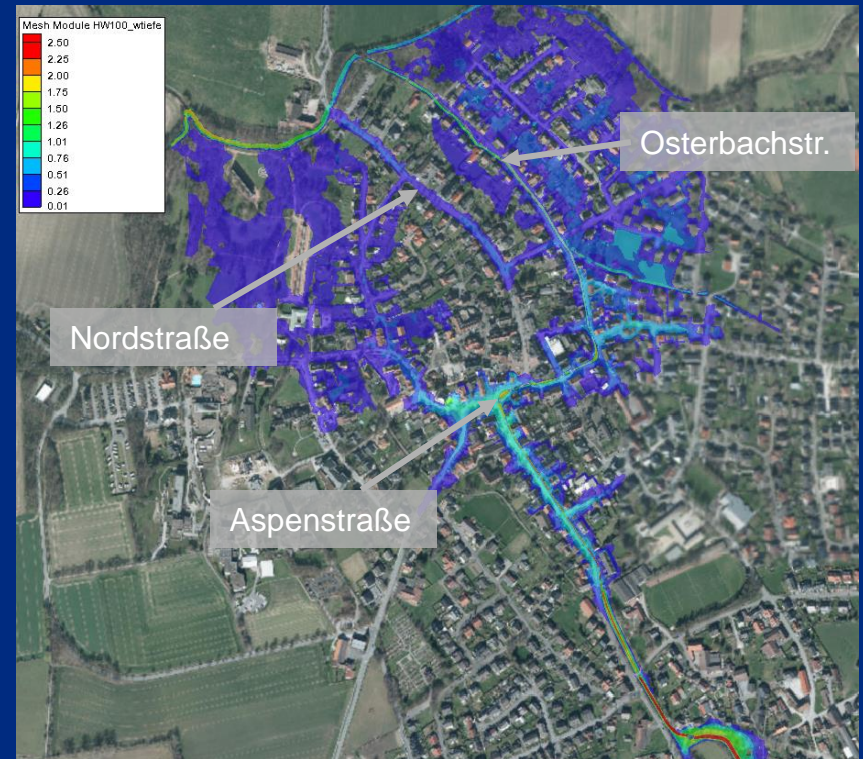 Mesh Module HW100_wtiefe
2.50
2.25
2.00
1.75
1.50
1.26
1.01
0.76
0.51
0.26
0.01
Osterbachstr.
Nordstraße
Aspenstraße